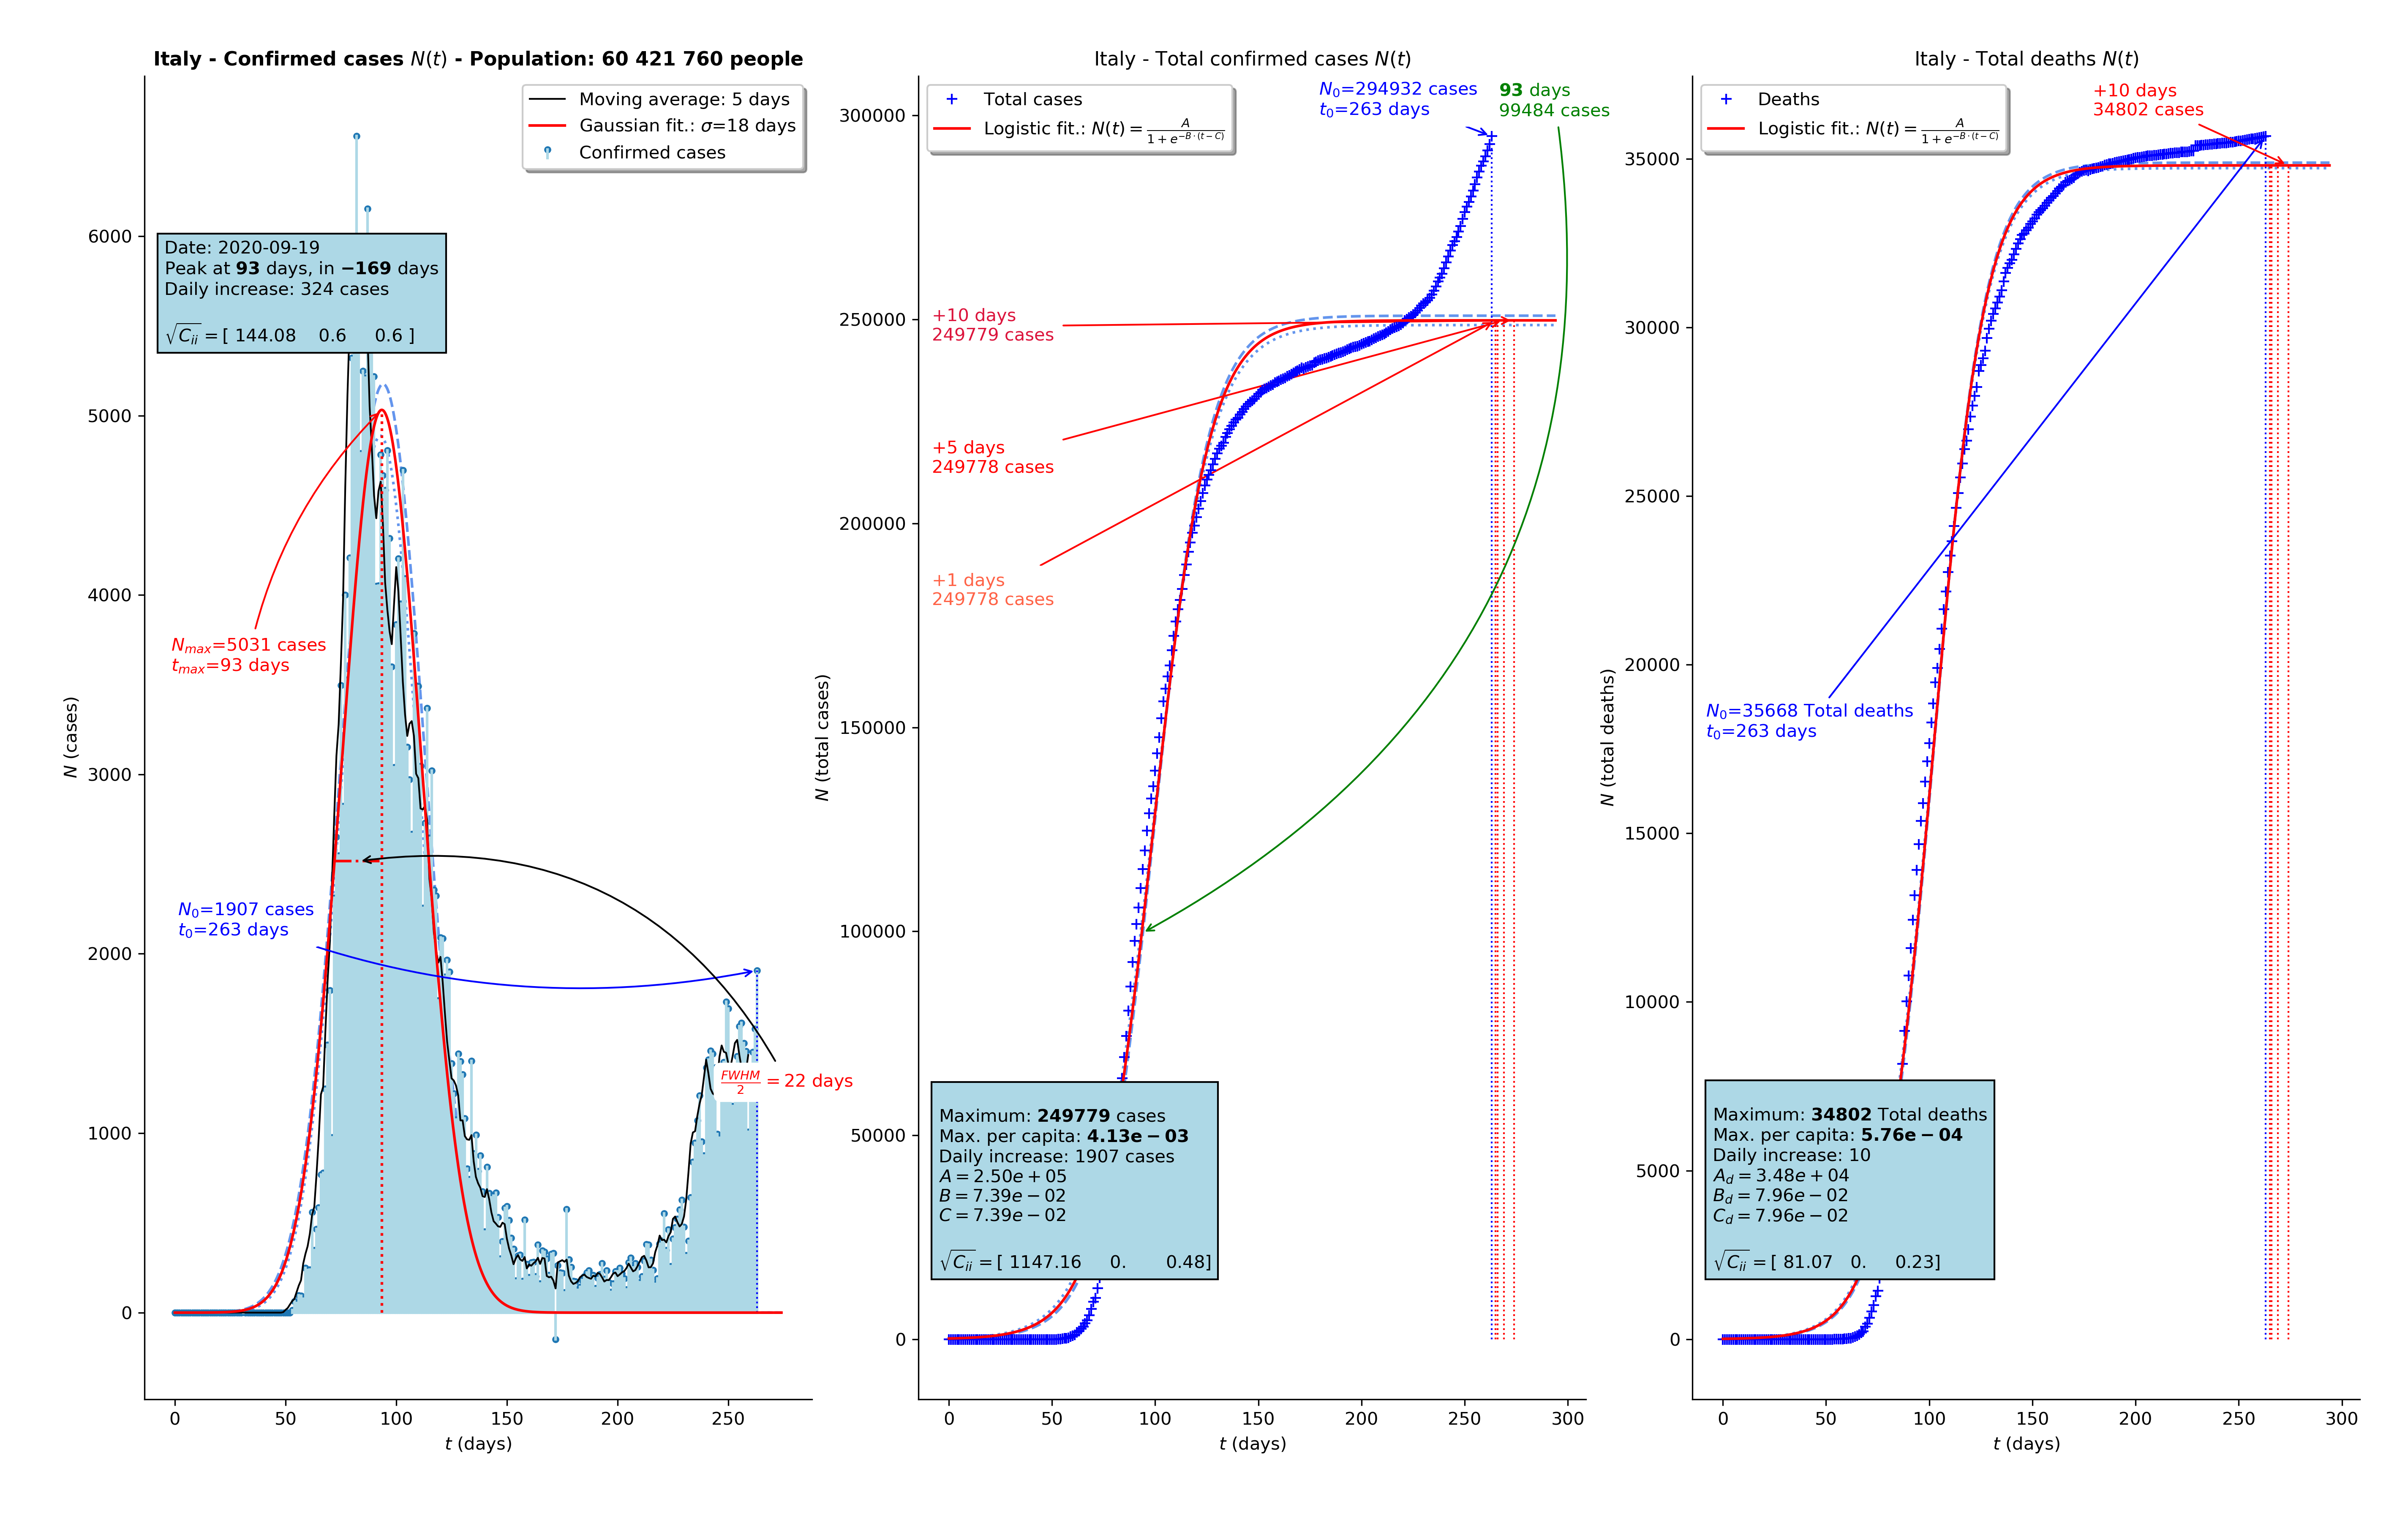 Italy - Confirmed cases N(t) - Population: 60 421 760 people
Moving average: 5 days
Gaussian fit.: σ=18 days
Confirmed cases
Date: 2020-09-19
Peak at 93 days, in −169 days
Daily increase: 324 cases
√C_ii = [ 144.08 0.6 0.6 ]
N_max=5031 cases
t_max=93 days
N_0=1907 cases
t_0=263 days
FWHM/2 = 22 days
N (cases)
6000
5000
4000
3000
2000
1000
0
0 50 100 150 200 250
t (days)
Italy - Total confirmed cases N(t)
Total cases
Logistic fit.: N(t) = A/(1 + e^{−B·(t−C)})
N_0=294932 cases
t_0=263 days
93 days
99484 cases
+10 days
249779 cases
+5 days
249778 cases
+1 days
249778 cases
Maximum: 249779 cases
Max. per capita: 4.13e − 03
Daily increase: 1907 cases
A = 2.50e + 05
B = 7.39e − 02
C = 7.39e − 02
√C_ii = [ 1147.16 0. 0.48]
N (total cases)
300000
250000
200000
150000
100000
50000
0
0 50 100 150 200 250 300
t (days)
Italy - Total deaths N(t)
Deaths
Logistic fit.: N(t) = A/(1 + e^{−B·(t−C)})
+10 days
34802 cases
N_0=35668 Total deaths
t_0=263 days
Maximum: 34802 Total deaths
Max. per capita: 5.76e − 04
Daily increase: 10
A_d = 3.48e + 04
B_d = 7.96e − 02
C_d = 7.96e − 02
√C_ii = [ 81.07 0. 0.23]
N (total deaths)
35000
30000
25000
20000
15000
10000
5000
0
0 50 100 150 200 250 300
t (days)